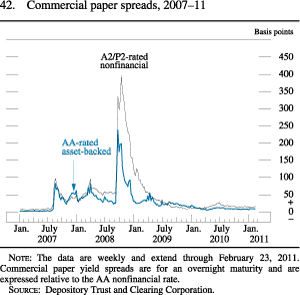 42. Commercial paper spreads, 2007–11
Basis points
A2/P2-rated
nonfinancial
AA-rated
asset-backed
450
400
350
300
250
200
150
100
50
+
0
–
Jan. July Jan. July Jan. July Jan. July Jan.
2007 2008 2009 2010 2011
NOTE: The data are weekly and extend through February 23, 2011.
Commercial paper yield spreads are for an overnight maturity and are
expressed relative to the AA nonfinancial rate.
SOURCE: Depository Trust and Clearing Corporation.